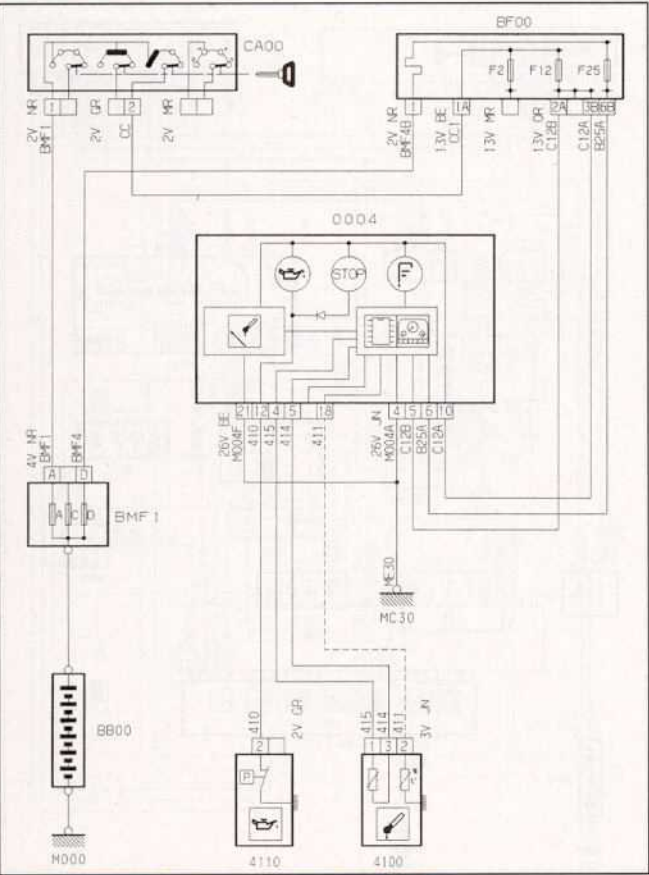 CA00
BF00
F2 F12 F25
1 2
1 1A 2A 3B 6B
2V NR
BMF1
2V GR
CC1
2V MR
2V NR
BMF4B
13V BE
CC1
13V MR
13V OR
C12B
C12A
B25A
0004
STOP
21 12 4 5 18
4 5 6 10
26V BE
M004F
410
415
414
411
26V JN
M004A
C12B
B25A
C12A
4V NR
BMF1
BMF4
A D
A C D
BMF1
ME30
MC30
BB00
M000
410
2V GR
2
P
4110
415
414
411
3V JN
1 3 2
4100